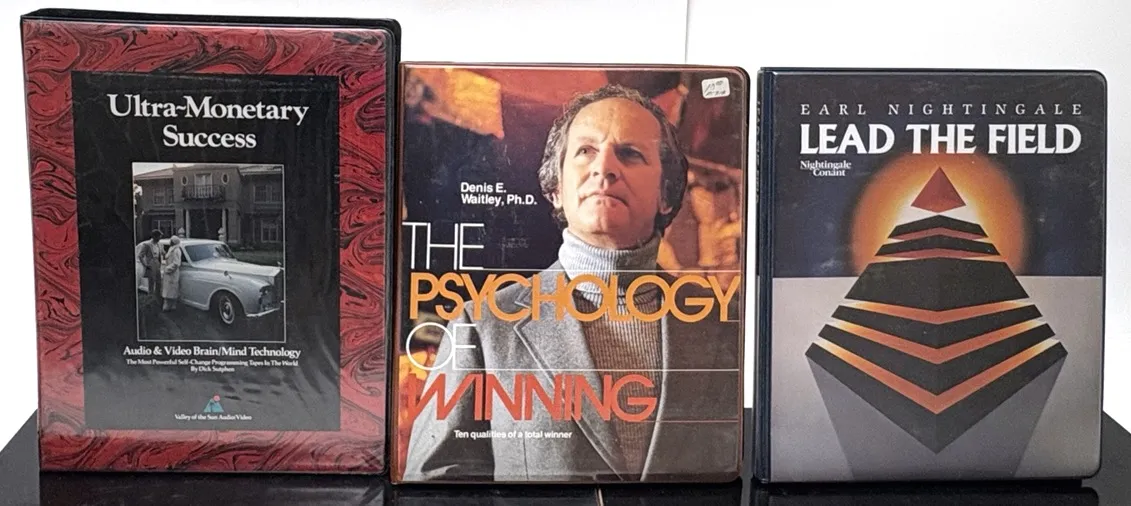 Ultra-Monetary
Success
Audio & Video Brain/Mind Technology
The Most Powerful Self-Change Programming Tapes In The World
By Dick Sutphen
Valley of the Sun Audio/Video
Denis E.
Waitley, Ph.D.
THE
PSYCHOLOGY
OF
WINNING
Ten qualities of a total winner
EARL NIGHTINGALE
LEAD THE FIELD
Nightingale
Conant